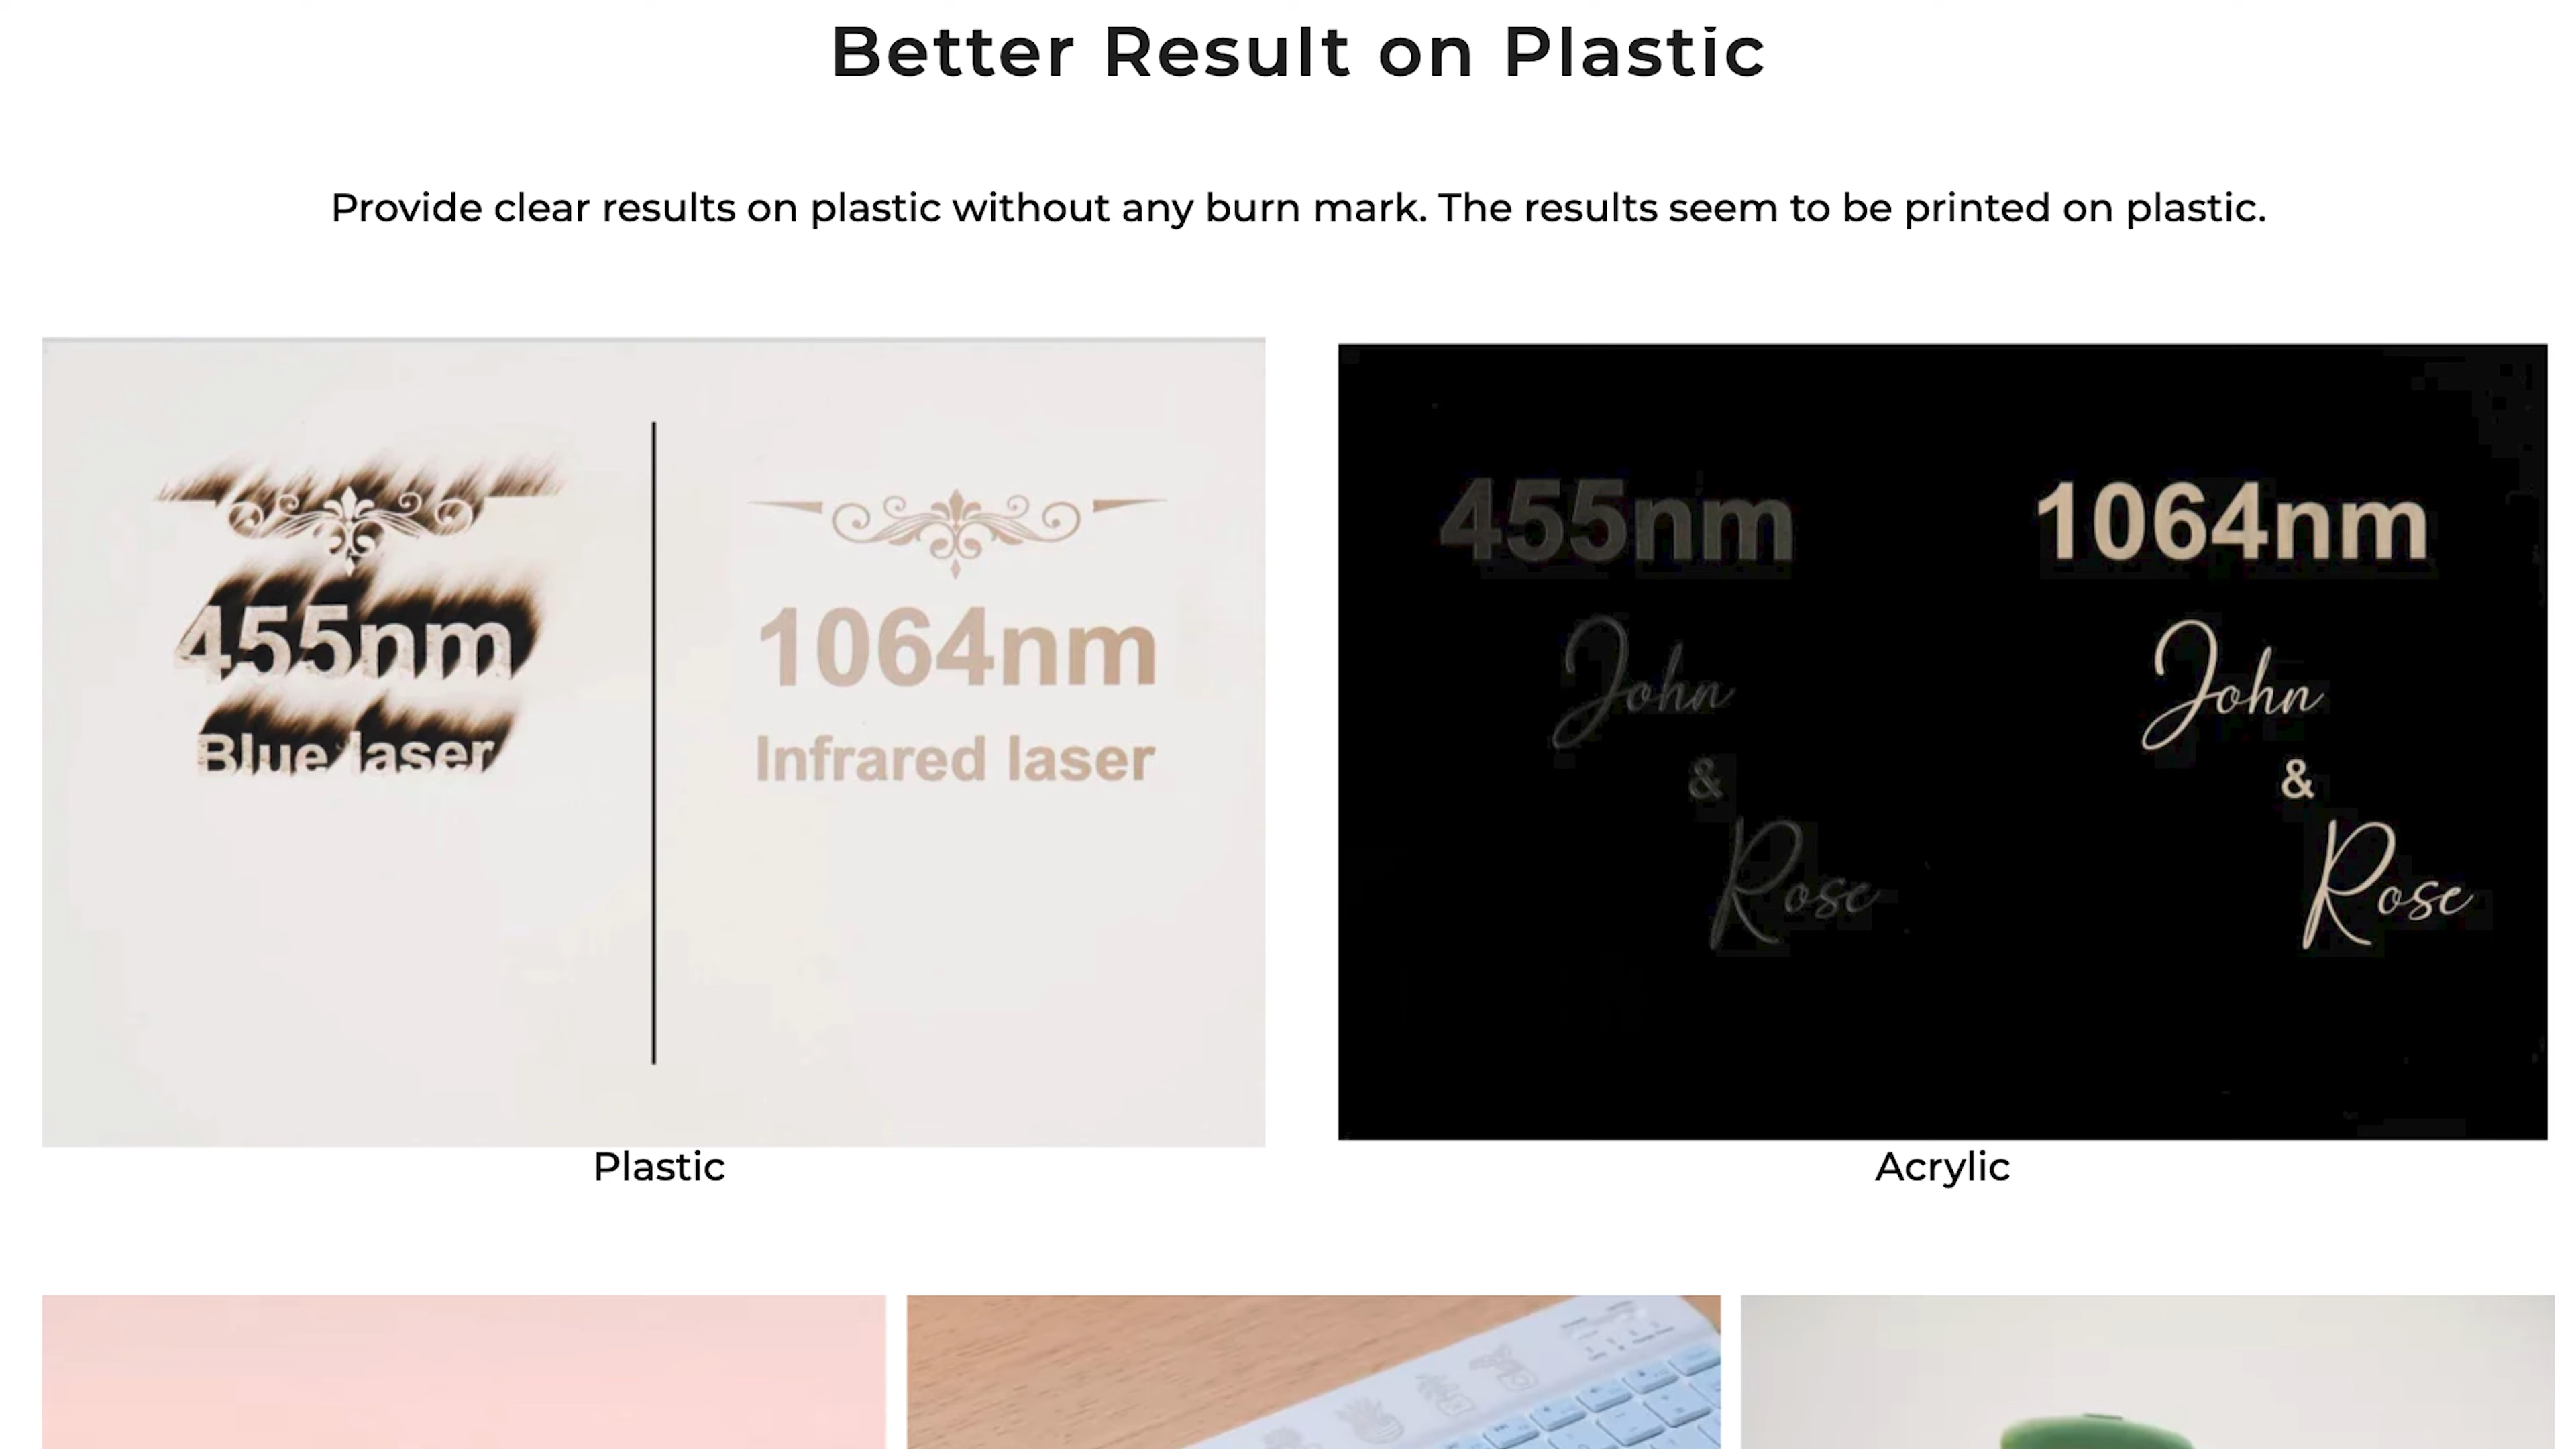 Better Result on Plastic
Provide clear results on plastic without any burn mark. The results seem to be printed on plastic.
455nm
Blue laser
1064nm
Infrared laser
455nm
John
&
Rose
1064nm
John
&
Rose
Plastic
Acrylic